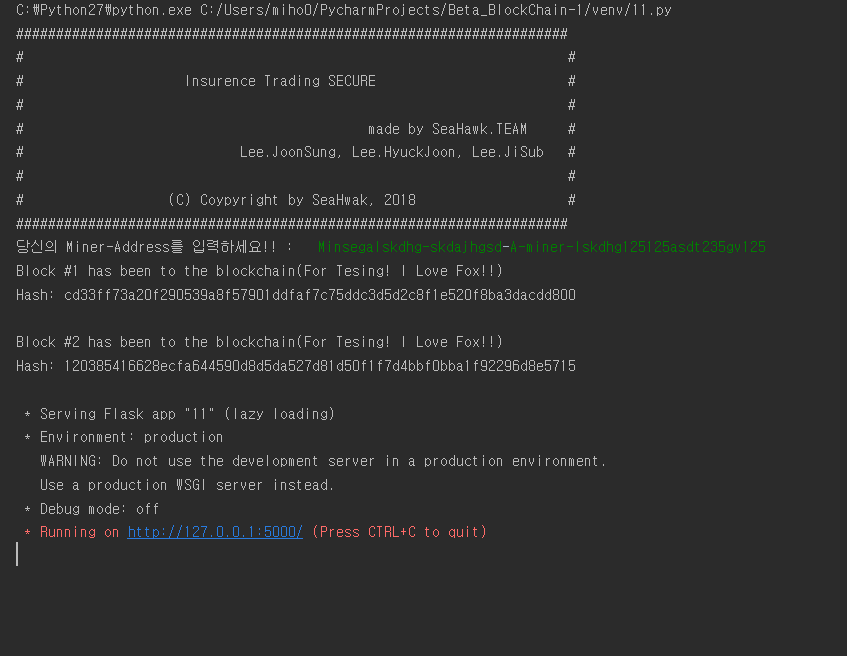 C:₩Python27₩python.exe C:/Users/miho0/PycharmProjects/Beta_BlockChain-1/venv/11.py
#####################################################################
# #
# Insurence Trading SECURE #
# #
# made by SeaHawk.TEAM #
# Lee.JoonSung, Lee.HyuckJoon, Lee.JiSub #
# #
# (C) Coypyright by SeaHwak, 2018 #
#####################################################################
당신의 Miner-Address를 입력하세요!! : Minsegalskdhg-skdajhgsd-A-miner-lskdhg125125asdt235gv125
Block #1 has been to the blockchain(For Tesing! I Love Fox!!)
Hash: cd33ff73a20f290539a8f57901ddfaf7c75ddc3d5d2c8f1e520f8ba3dacdd800
Block #2 has been to the blockchain(For Tesing! I Love Fox!!)
Hash: 120385416628ecfa644590d8d5da527d81d50f1f7d4bbf0bba1f92296d8e5715
* Serving Flask app "11" (lazy loading)
* Environment: production
WARNING: Do not use the development server in a production environment.
Use a production WSGI server instead.
* Debug mode: off
* Running on http://127.0.0.1:5000/ (Press CTRL+C to quit)